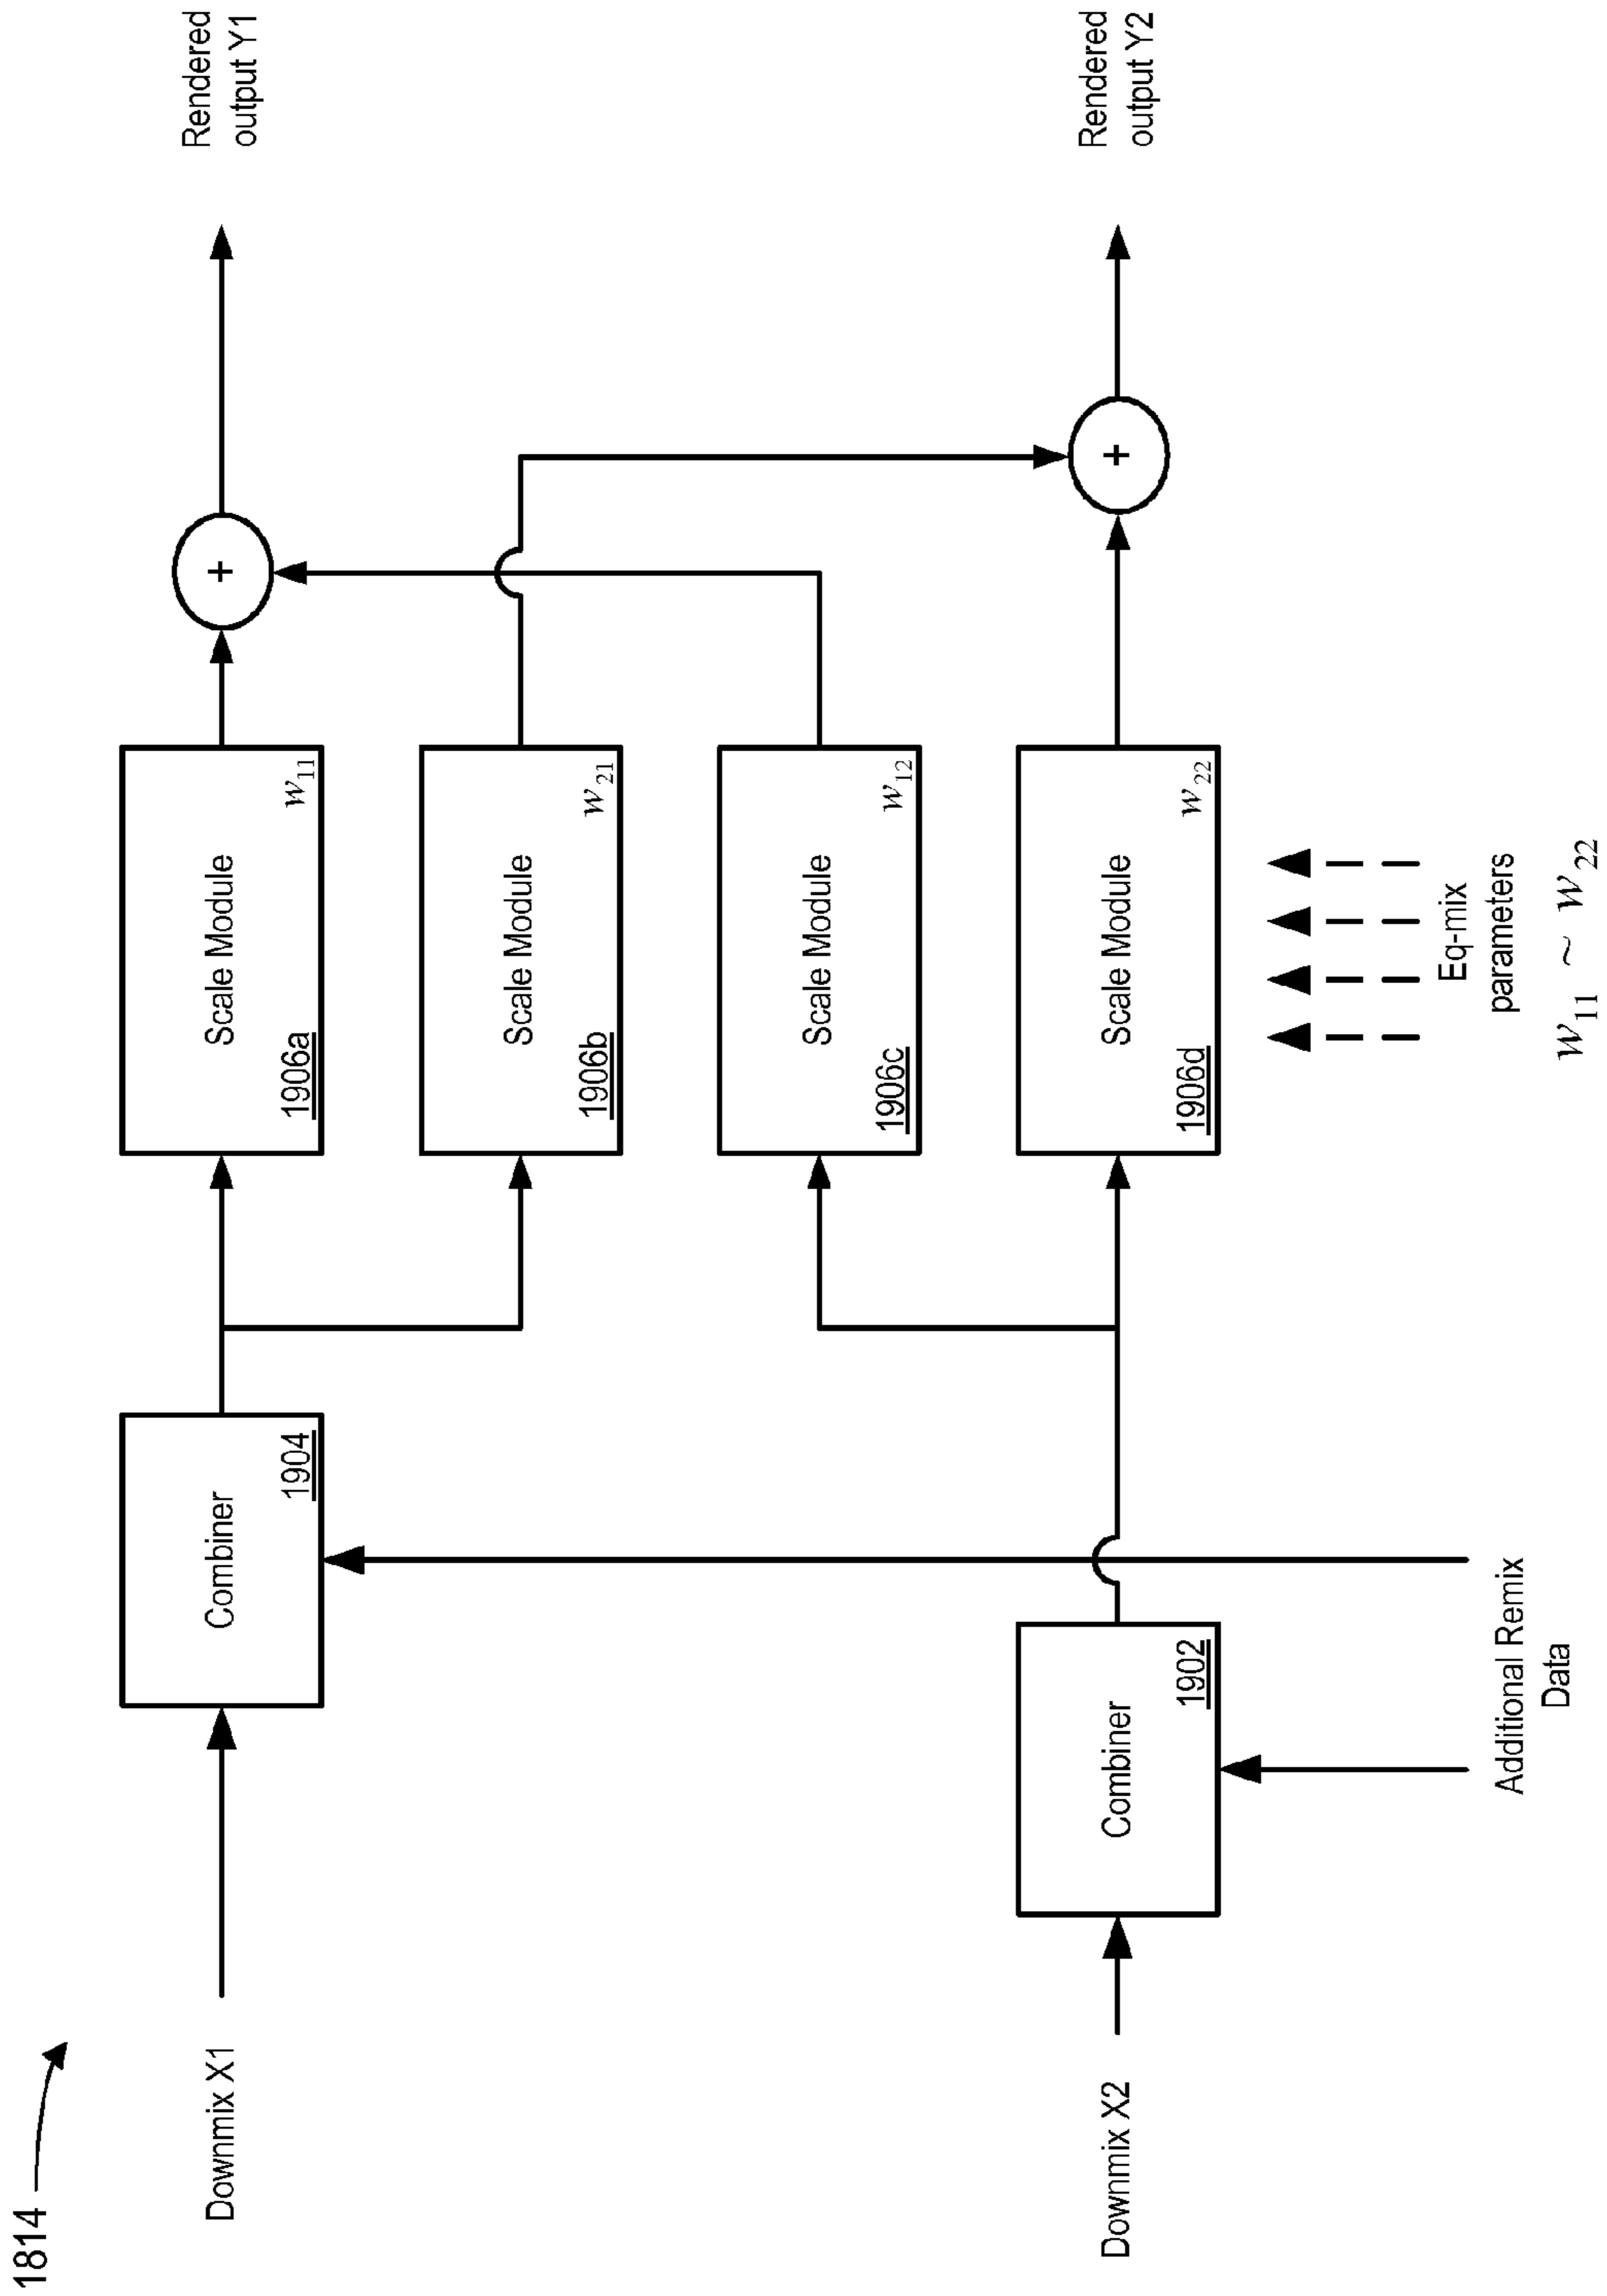 1814
Downmix X1
Combiner
1904
Scale Module
1906a
w11
Rendered
output Y1
Scale Module
1906b
w21
Scale Module
1906c
w12
Downmix X2
Combiner
1902
Scale Module
1906d
w22
+
+
Rendered
output Y2
Additional Remix
Data
Eq-mix
parameters
w11 ~ w22